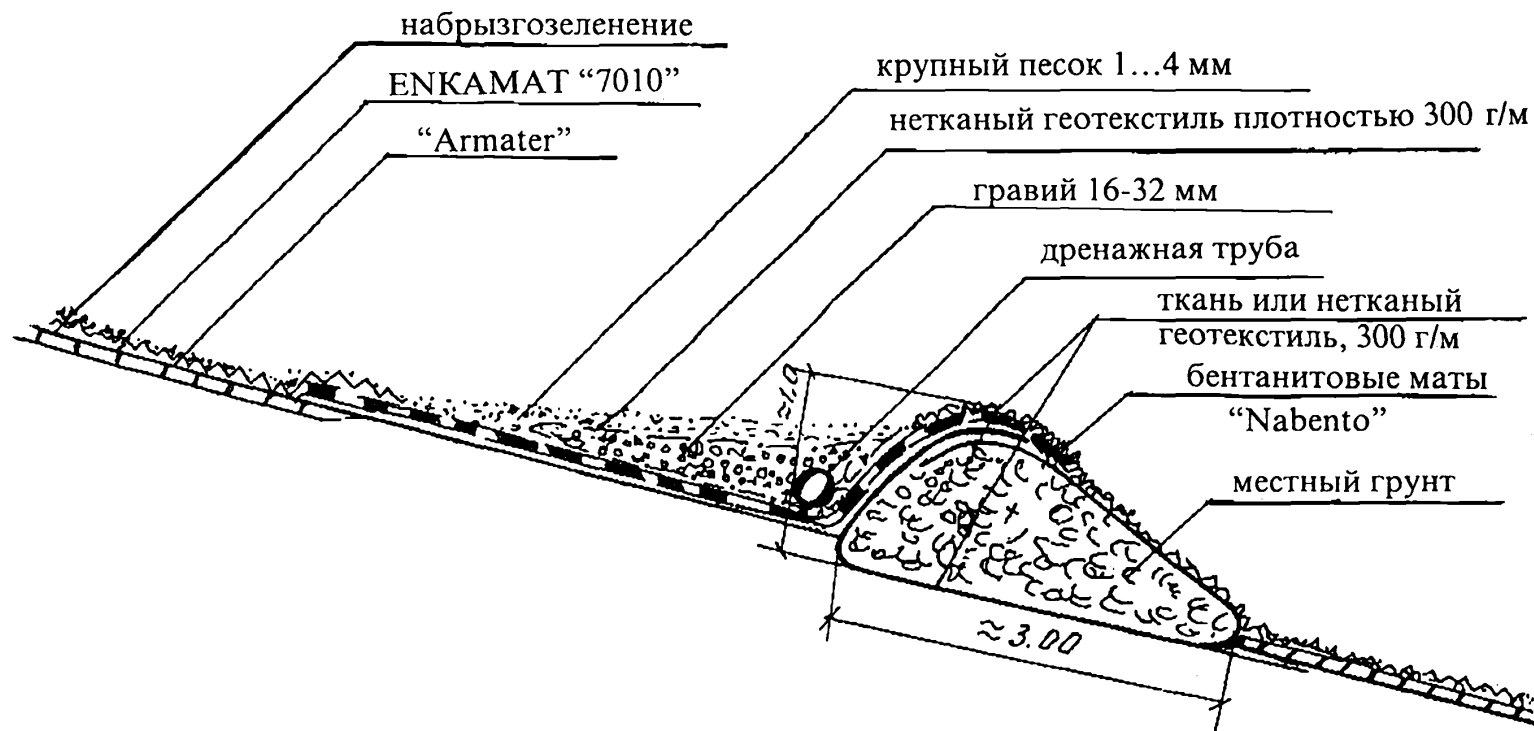 набрызгозеленение
ENKAMAT “7010”
“Armater”
крупный песок 1...4 мм
нетканый геотекстиль плотностью 300 г/м
гравий 16-32 мм
дренажная труба
ткань или нетканый
геотекстиль, 300 г/м
бентанитовые маты
“Nabento”
местный грунт
≈1.0
≈3.00